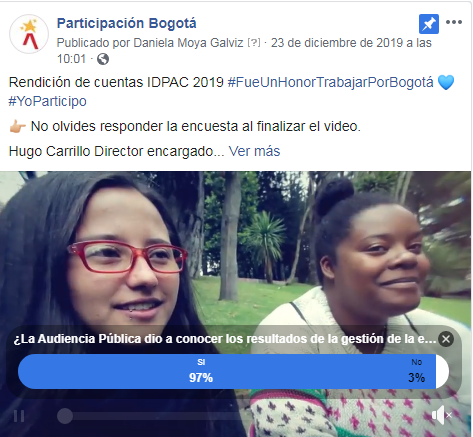 Participación Bogotá
Publicado por Daniela Moya Galviz [?] · 23 de diciembre de 2019 a las
10:01 ·
Rendición de cuentas IDPAC 2019 #FueUnHonorTrabajarPorBogotá 💙
#YoParticipo
👉 No olvides responder la encuesta al finalizar el video.
Hugo Carrillo Director encargado... Ver más
¿La Audiencia Pública dio a conocer los resultados de la gestión de la e...
SI No
97% 3%